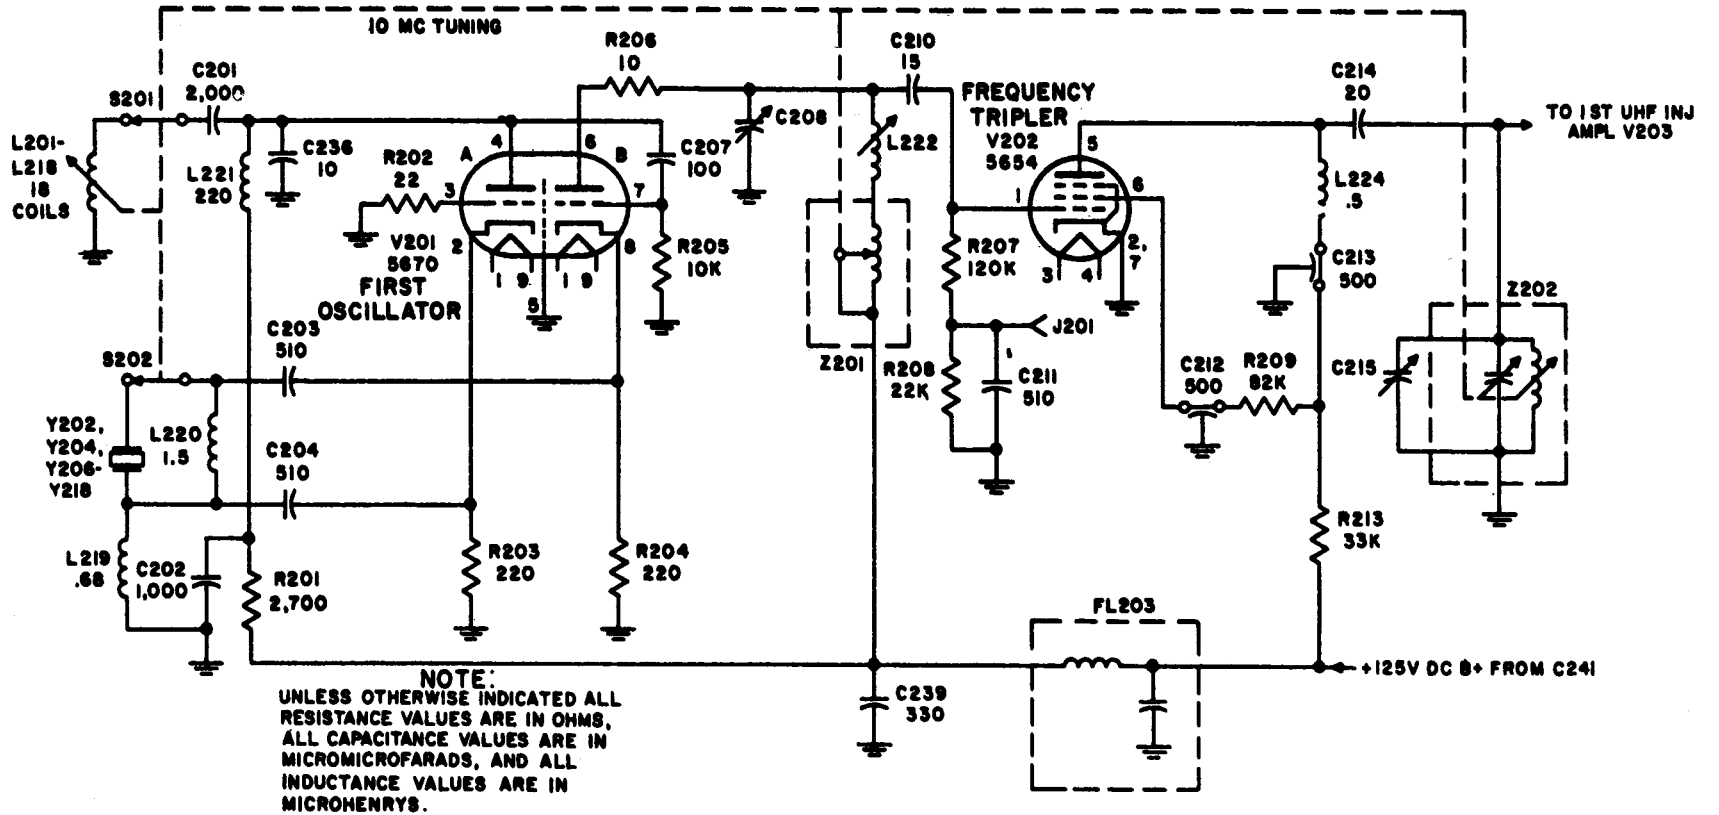 10 MC TUNING
S201
C201
2,000
L201-
L218
18
COILS
L221
220
C236
10
R202
22
R206
10
A
4
6
B
3
7
2
8
V201
5670
FIRST
OSCILLATOR
1
9
1
9
5
C207
100
R205
10K
C208
L222
C210
15
FREQUENCY
TRIPLER
V202
5654
5
1
6
2,
7
3
4
R207
120K
J201
R208
22K
C211
510
Z201
C214
20
TO 1ST UHF INJ
AMPL V203
L224
.5
C213
500
C212
500
R209
82K
Z202
C215
R213
33K
S202
C203
510
Y202,
Y204,
Y206-
Y218
L220
1.5
C204
510
L219
.68
C202
1,000
R201
2,700
R203
220
R204
220
C239
330
FL203
+125V DC B+ FROM C241
NOTE:
UNLESS OTHERWISE INDICATED ALL
RESISTANCE VALUES ARE IN OHMS,
ALL CAPACITANCE VALUES ARE IN
MICROMICROFARADS, AND ALL
INDUCTANCE VALUES ARE IN
MICROHENRYS.